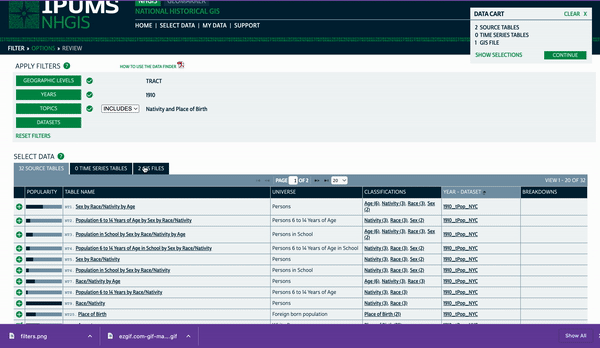 IPUMS NHGIS
NHGIS GEOMARKER
NATIONAL HISTORICAL GIS
HOME | SELECT DATA | MY DATA | SUPPORT
DATA CART CLEAR X
2 SOURCE TABLES
0 TIME SERIES TABLES
1 GIS FILE
SHOW SELECTIONS CONTINUE
FILTER > OPTIONS > REVIEW
APPLY FILTERS ? HOW TO USE THE DATA FINDER
GEOGRAPHIC LEVELS TRACT
YEARS 1910
TOPICS INCLUDES Nativity and Place of Birth
DATASETS
RESET FILTERS
SELECT DATA ?
32 SOURCE TABLES 0 TIME SERIES TABLES 2 GIS FILES
PAGE 1 OF 2 20 VIEW 1 - 20 OF 32
POPULARITY TABLE NAME UNIVERSE CLASSIFICATIONS YEAR - DATASET BREAKDOWNS
Sex by Race/Nativity by Age Persons Age (6), Nativity (3), Race (3), Sex (2) 1910_tPop_NYC
Population 6 to 14 Years of Age by Sex by Race/Nativity Persons 6 to 14 Years of Age Nativity (3), Race (3), Sex (2) 1910_tPop_NYC
Population in School by Sex by Race/Nativity by Age Persons in School Age (6), Nativity (3), Race (3), Sex (2) 1910_tPop_NYC
Population 6 to 14 Years of Age in School by Sex by Race/Nativity Persons 6 to 14 Years of Age in School Nativity (3), Race (3), Sex (2) 1910_tPop_NYC
Sex by Race/Nativity Persons Nativity (3), Race (3), Sex (2) 1910_tPop_NYC
Population in School by Sex by Race/Nativity Persons in School Nativity (3), Race (3), Sex (2) 1910_tPop_NYC
Race/Nativity by Age Persons Age (6), Nativity (3), Race (3) 1910_tPop_NYC
Population 6 to 14 Years by Race/Nativity Persons 6 to 14 Years of Age Nativity (3), Race (3) 1910_tPop_NYC
Race/Nativity Persons Nativity (3), Race (3) 1910_tPop_NYC
Place of Birth Foreign born population Place of Birth (21) 1910_tPop_NYC
filters.png ezgif.com-gif-ma....gif Show All